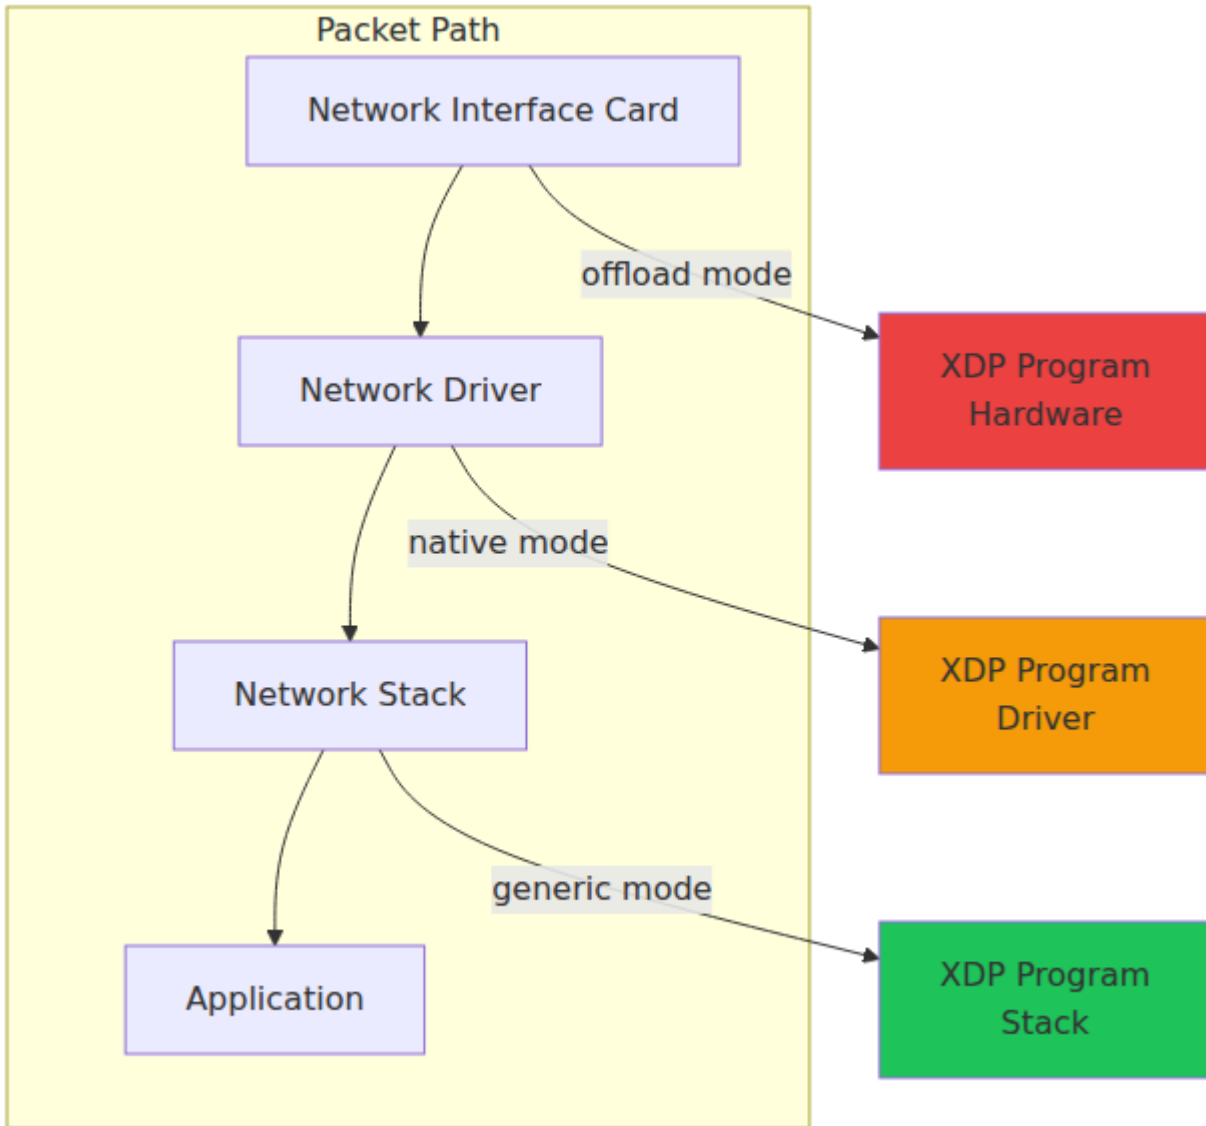 Packet Path
Network Interface Card
offload mode
XDP Program
Hardware
Network Driver
native mode
XDP Program
Driver
Network Stack
generic mode
XDP Program
Stack
Application